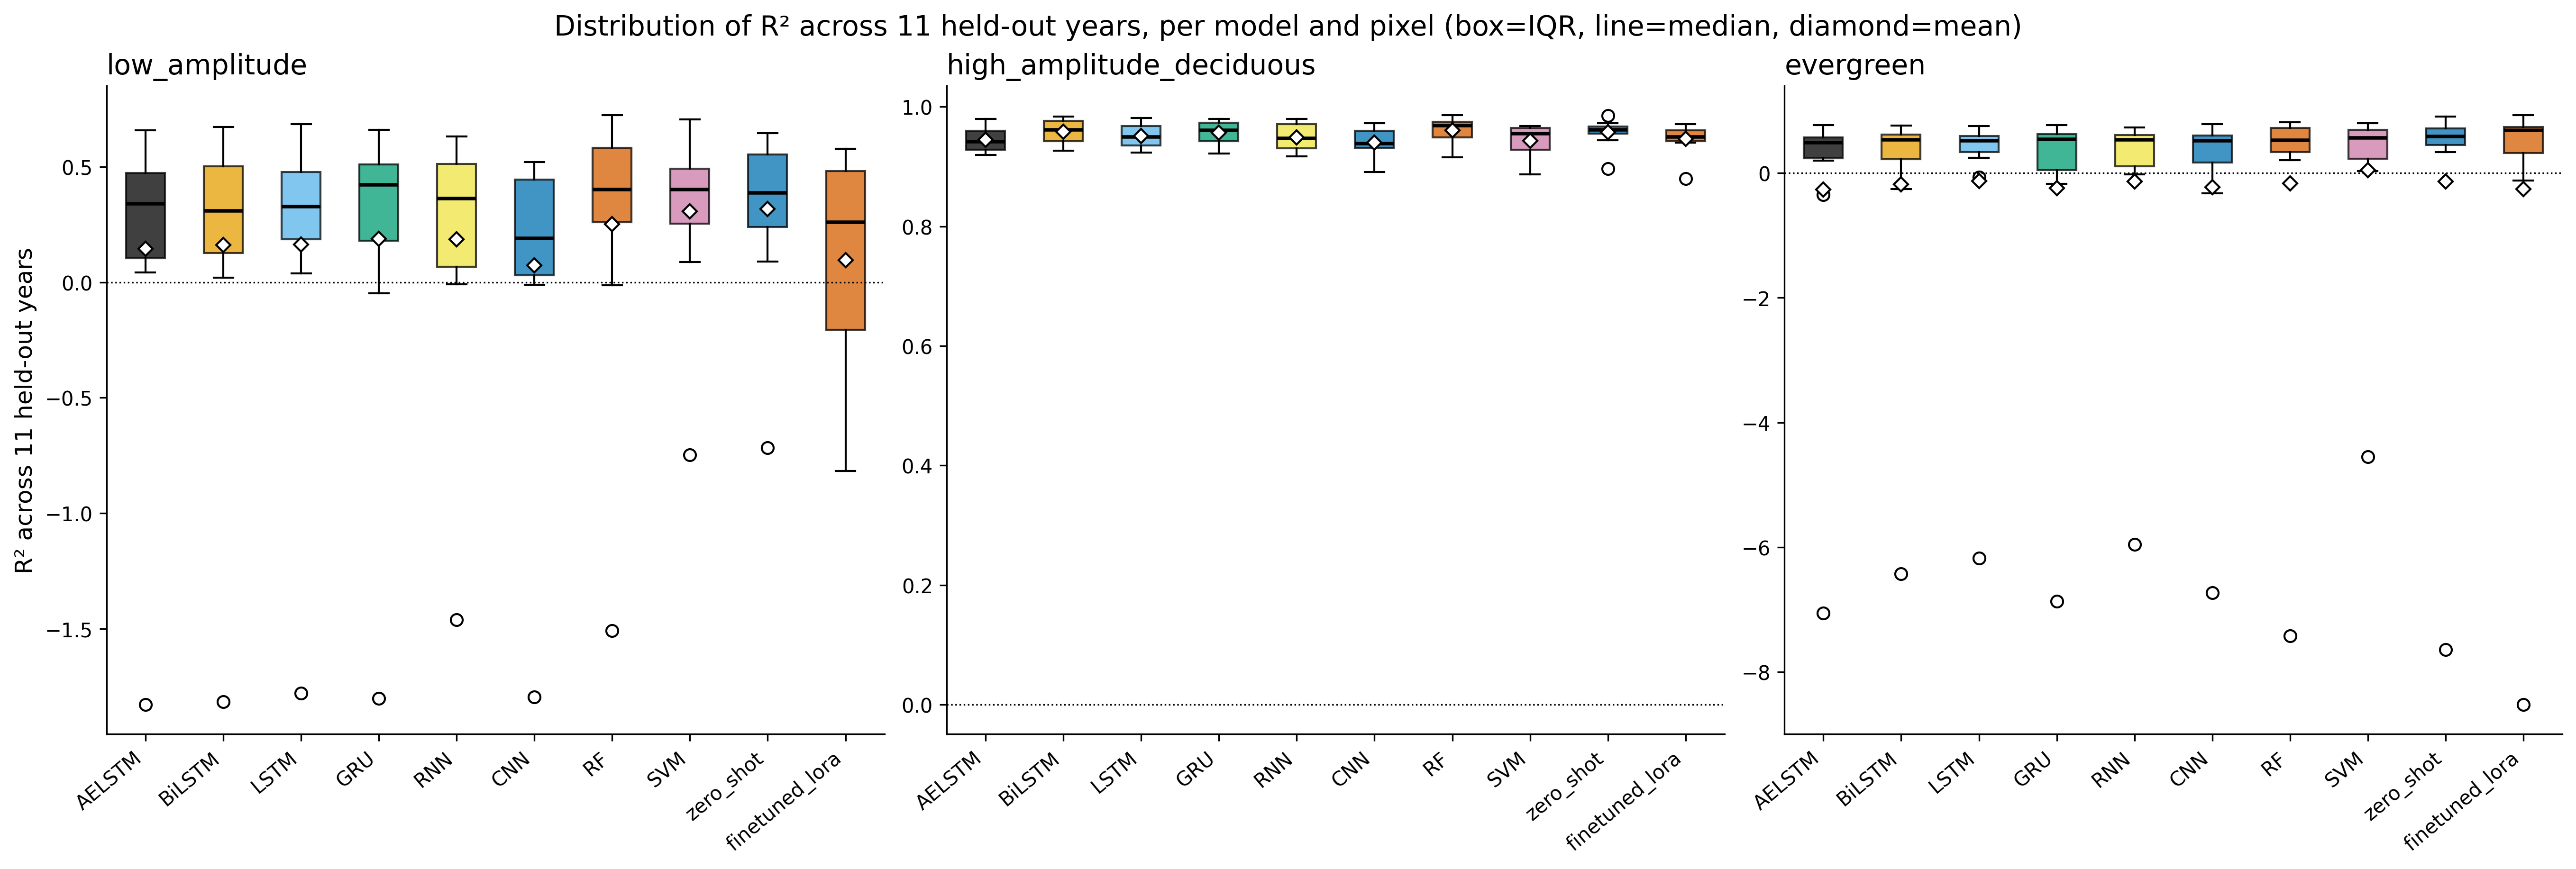 Distribution of R² across 11 held-out years, per model and pixel (box=IQR, line=median, diamond=mean)
low_amplitude
R² across 11 held-out years
0.5
0.0
−0.5
−1.0
−1.5
AELSTM
BiLSTM
LSTM
GRU
RNN
CNN
RF
SVM
zero_shot
finetuned_lora
high_amplitude_deciduous
1.0
0.8
0.6
0.4
0.2
0.0
AELSTM
BiLSTM
LSTM
GRU
RNN
CNN
RF
SVM
zero_shot
finetuned_lora
evergreen
0
−2
−4
−6
−8
AELSTM
BiLSTM
LSTM
GRU
RNN
CNN
RF
SVM
zero_shot
finetuned_lora